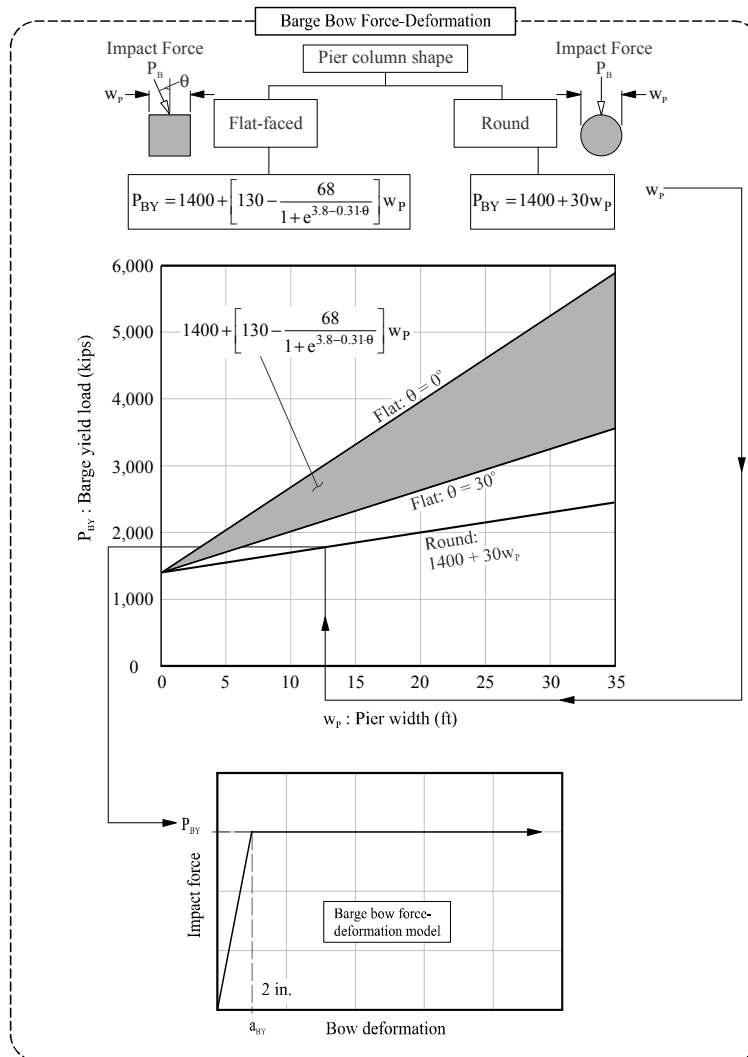 Barge Bow Force-Deformation
Impact Force
P_B
θ
w_P
Pier column shape
Impact Force
P_B
w_P
Flat-faced
Round
P_BY = 1400 + [130 − 68 / (1 + e^(3.8−0.31·θ))] w_P
P_BY = 1400 + 30w_P
w_P
6,000
5,000
4,000
3,000
2,000
1,000
0
P_BY : Barge yield load (kips)
1400 + [130 − 68 / (1 + e^(3.8−0.31·θ))] w_P
Flat: θ = 0°
Flat: θ = 30°
Round:
1400 + 30w_P
0 5 10 15 20 25 30 35
w_P : Pier width (ft)
P_BY
Impact force
Barge bow force-
deformation model
2 in.
a_BY
Bow deformation